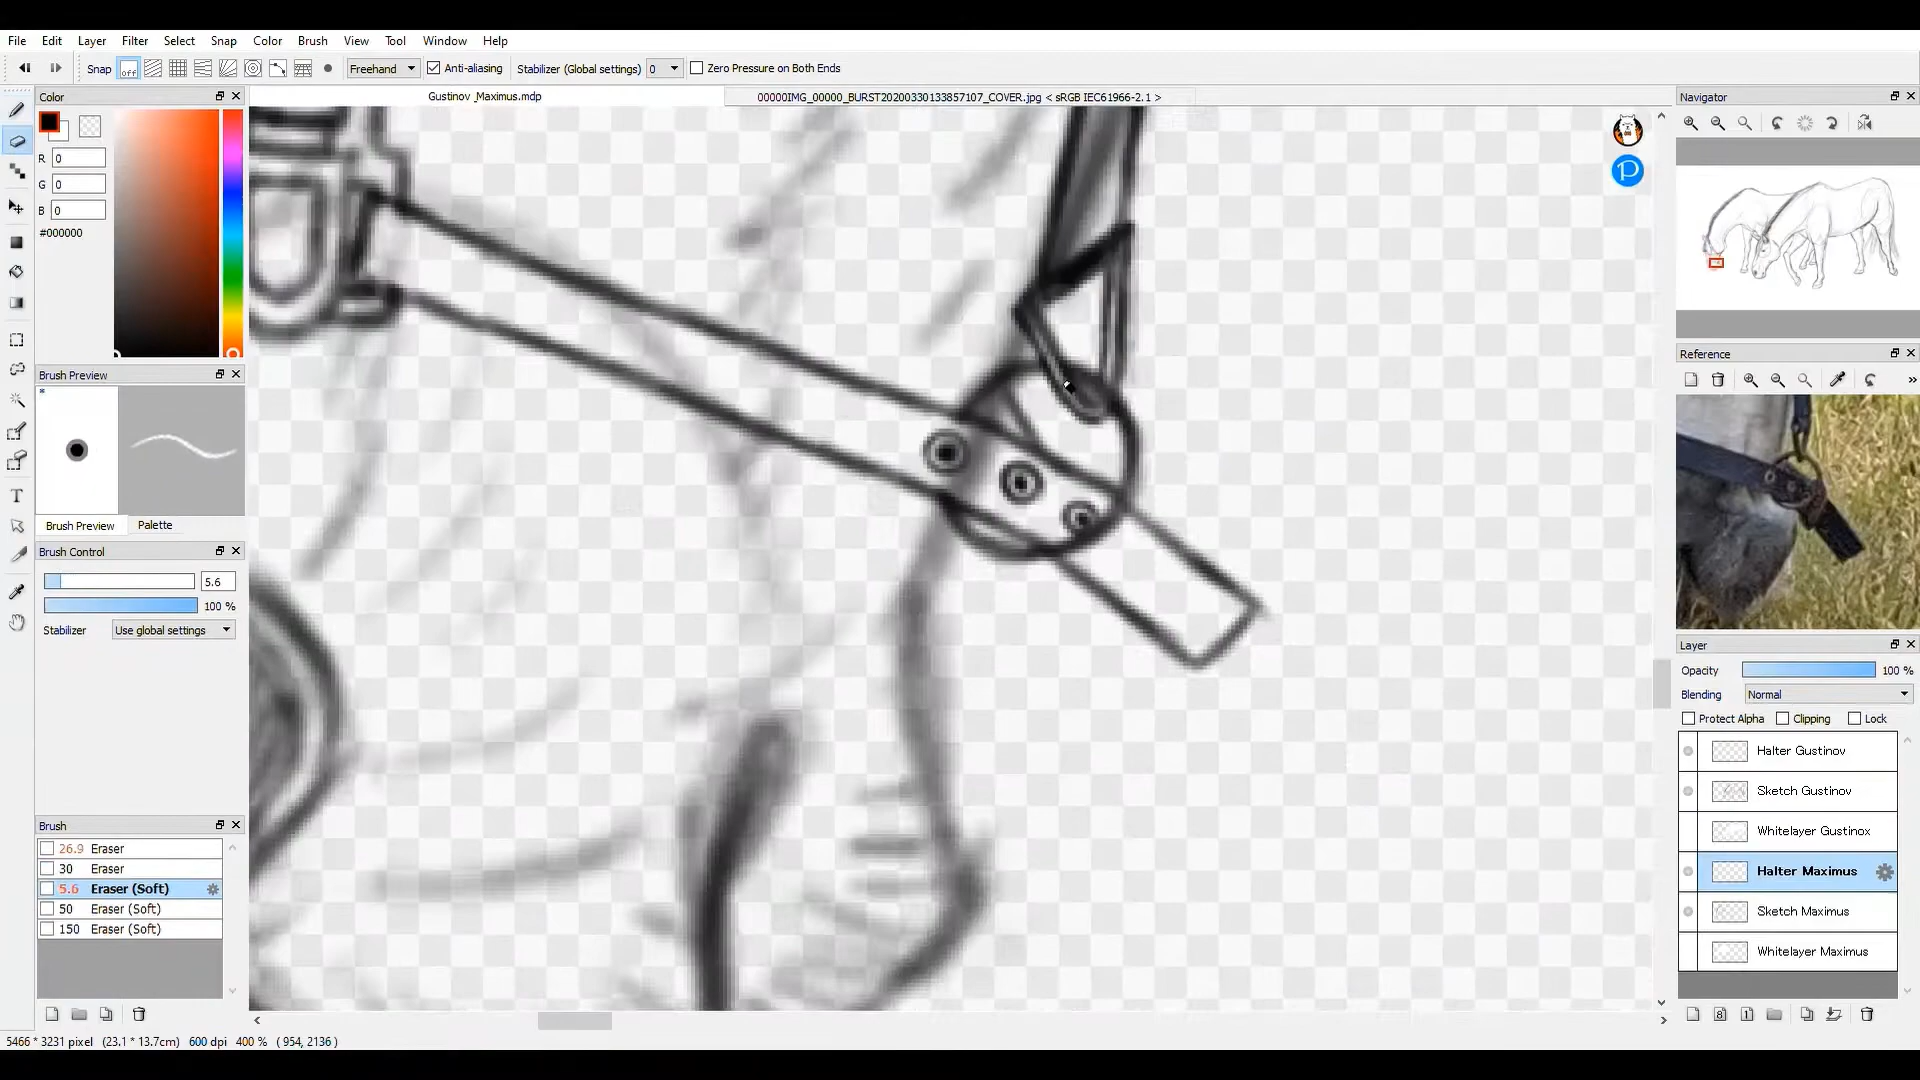 File Edit Layer Filter Select Snap Color Brush View Tool Window Help
Snap off Freehand Anti-aliasing Stabilizer (Global settings) 0 Zero Pressure on Both Ends
Color
Gustinov _Maximus.mdp
00000IMG_00000_BURST20200330133857107_COVER.jpg < sRGB IEC61966-2.1 >
Navigator
R 0
G 0
B 0
#000000
Reference
Brush Preview
Brush Preview Palette
Brush Control
5.6
100 %
Stabilizer Use global settings
Layer
Opacity 100 %
Blending Normal
Protect Alpha Clipping Lock
Halter Gustinov
Sketch Gustinov
Whitelayer Gustinox
Halter Maximus
Sketch Maximus
Whitelayer Maximus
Brush
26.9 Eraser
30 Eraser
5.6 Eraser (Soft)
50 Eraser (Soft)
150 Eraser (Soft)
5466 * 3231 pixel (23.1 * 13.7cm) 600 dpi 400 % ( 954, 2136 )